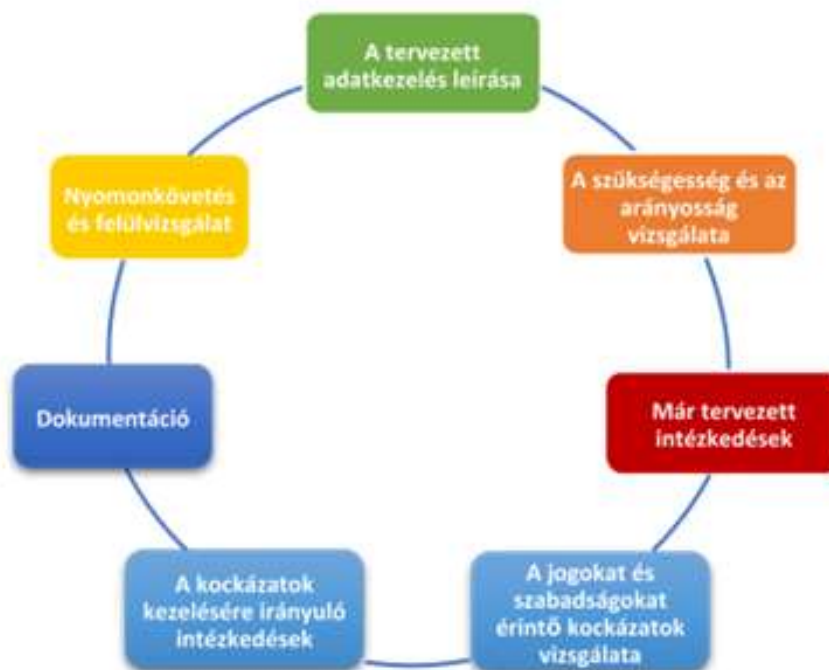 A tervezett
adatkezelés leírása
A szükségesség és az
arányosság
vizsgálata
Már tervezett
intézkedések
A jogokat és
szabadságokat
érintő kockázatok
vizsgálata
A kockázatok
kezelésére irányuló
intézkedések
Dokumentáció
Nyomonkövetés
és felülvizsgálat